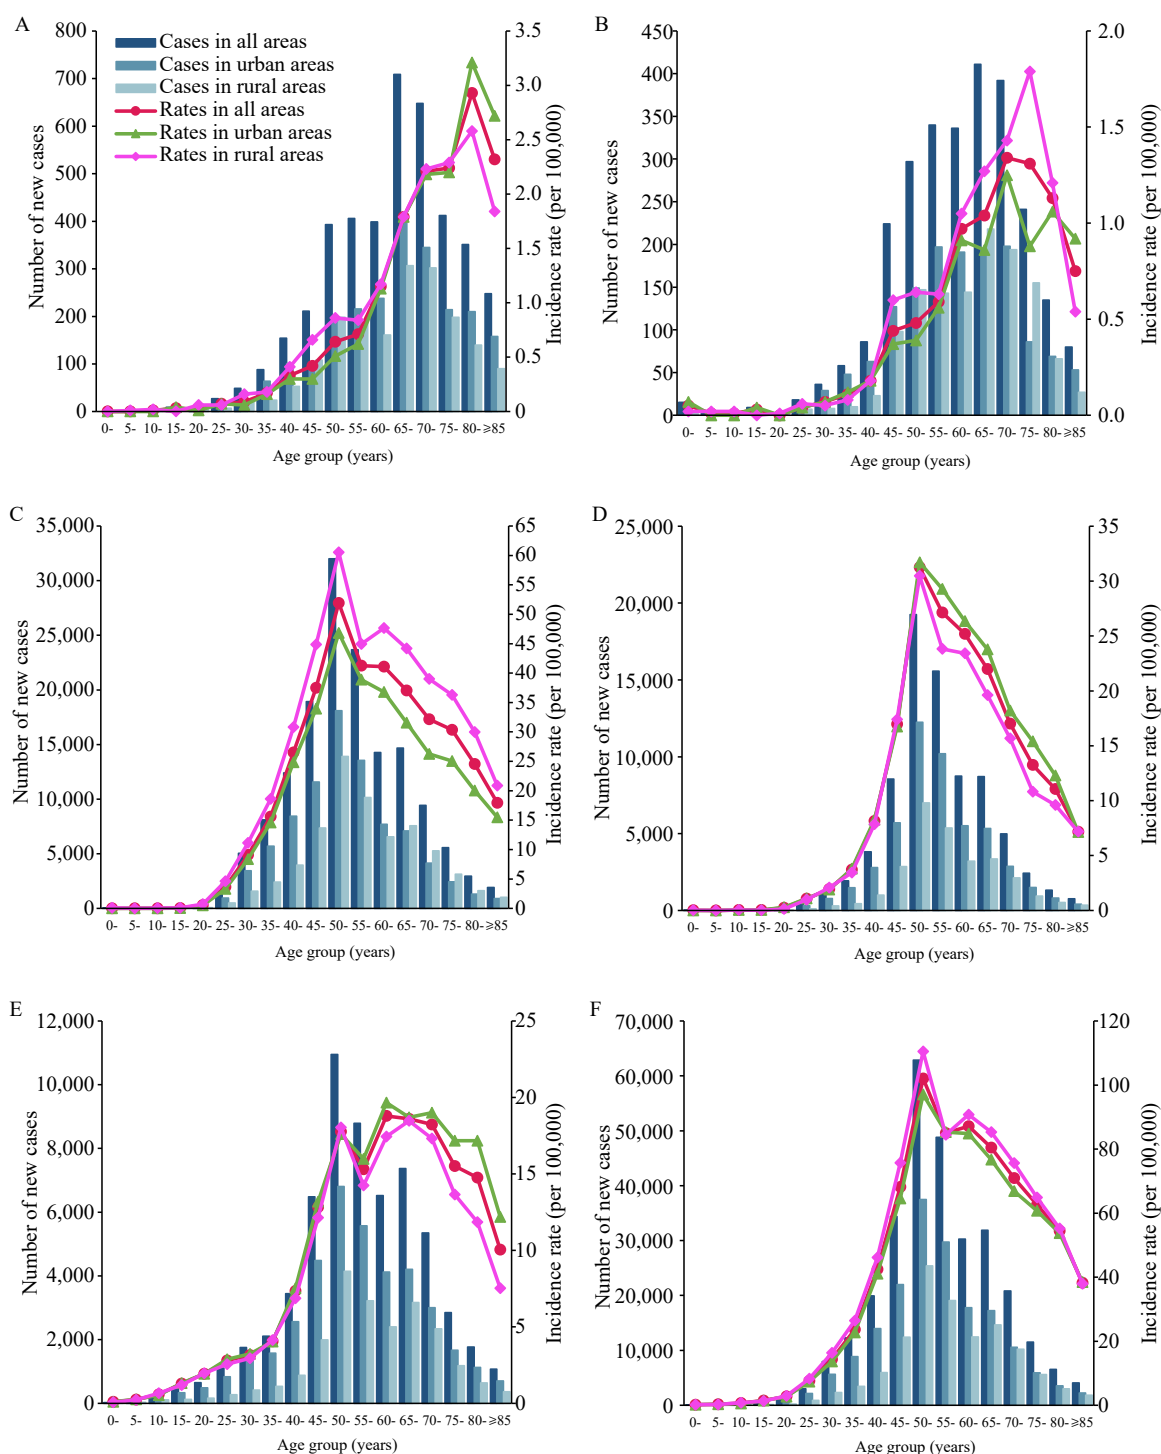 A
800
700
600
500
400
300
200
100
0
Number of new cases
Cases in all areas
Cases in urban areas
Cases in rural areas
Rates in all areas
Rates in urban areas
Rates in rural areas
3.5
3.0
2.5
2.0
1.5
1.0
0.5
0
Incidence rate (per 100,000)
0- 5- 10- 15- 20- 25- 30- 35- 40- 45- 50- 55- 60- 65- 70- 75- 80- ≥85
Age group (years)
B
450
400
350
300
250
200
150
100
50
0
Number of new cases
2.0
1.5
1.0
0.5
0.0
Incidence rate (per 100,000)
0- 5- 10- 15- 20- 25- 30- 35- 40- 45- 50- 55- 60- 65- 70- 75- 80- ≥85
Age group (years)
C
35,000
30,000
25,000
20,000
15,000
10,000
5,000
0
Number of new cases
65
60
55
50
45
40
35
30
25
20
15
10
5
0
Incidence rate (per 100,000)
0- 5- 10- 15- 20- 25- 30- 35- 40- 45- 50- 55- 60- 65- 70- 75- 80- ≥85
Age group (years)
D
25,000
20,000
15,000
10,000
5,000
0
Number of new cases
35
30
25
20
15
10
5
0
Incidence rate (per 100,000)
0- 5- 10- 15- 20- 25- 30- 35- 40- 45- 50- 55- 60- 65- 70- 75- 80- ≥85
Age group (years)
E
12,000
10,000
8,000
6,000
4,000
2,000
0
Number of new cases
25
20
15
10
5
0
Incidence rate (per 100,000)
0- 5- 10- 15- 20- 25- 30- 35- 40- 45- 50- 55- 60- 65- 70- 75- 80- ≥85
Age group (years)
F
70,000
60,000
50,000
40,000
30,000
20,000
10,000
0
Number of new cases
120
100
80
60
40
20
0
Incidence rate (per 100,000)
0- 5- 10- 15- 20- 25- 30- 35- 40- 45- 50- 55- 60- 65- 70- 75- 80- ≥85
Age group (years)